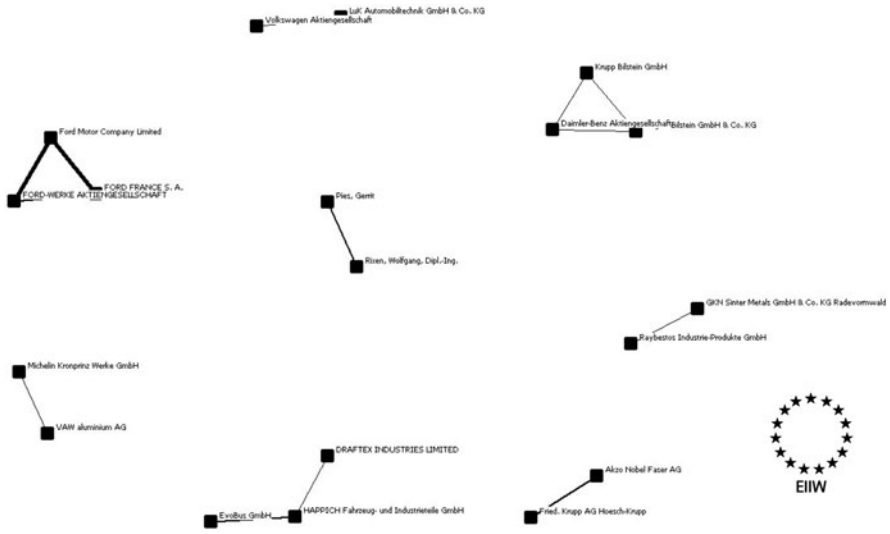 LuK Automobiltechnik GmbH & Co. KG
Volkswagen Aktiengesellschaft
Krupp Bilstein GmbH
Daimler-Benz Aktiengesellschaft
Bilstein GmbH & Co. KG
Ford Motor Company Limited
FORD FRANCE S. A.
FORD-WERKE AKTIENGESELLSCHAFT
Pies, Gerrit
Rixen, Wolfgang, Dipl.-Ing.
GKN Sinter Metals GmbH & Co. KG Radevormwald
Raybestos Industrie-Produkte GmbH
Michelin Kronprinz Werke GmbH
VAW aluminium AG
DRAFTEX INDUSTRIES LIMITED
Akzo Nobel Faser AG
EIIW
EvoBus GmbH
HAPPICH Fahrzeug- und Industrieteile GmbH
Fried. Krupp AG Hoesch-Krupp